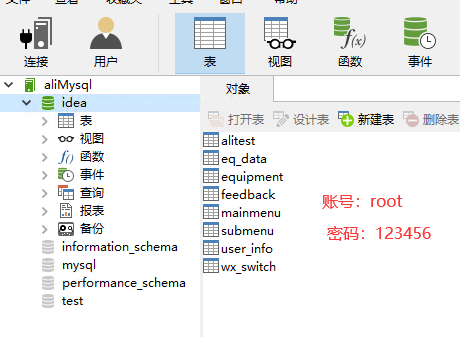 连接
用户
表
视图
函数
事件
aliMysql
idea
表
视图
函数
事件
查询
报表
备份
information_schema
mysql
performance_schema
test
对象
打开表 设计表 新建表 删除表
alitest
eq_data
equipment
feedback
mainmenu
submenu
user_info
wx_switch
账号：root
密码：123456